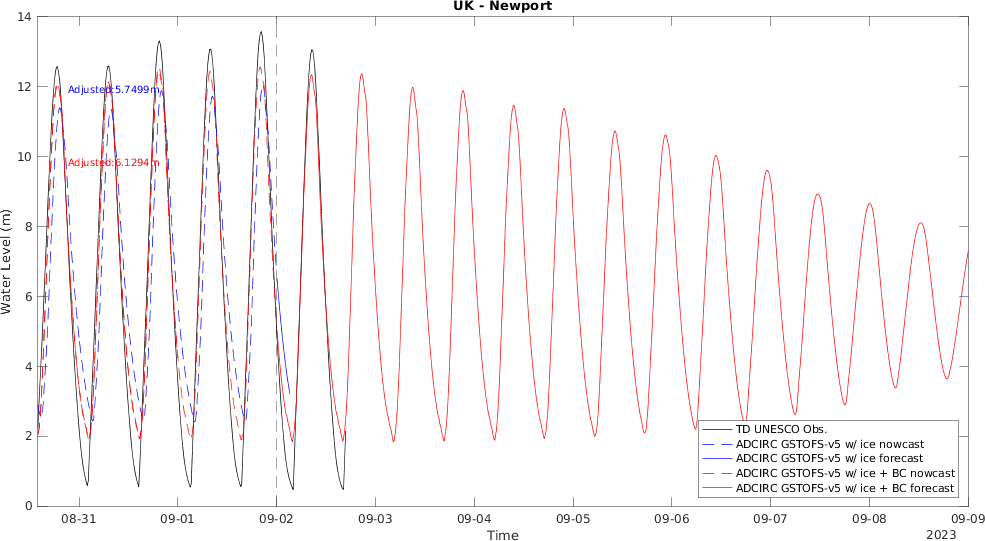 UK - Newport
14
12
10
8
6
4
2
0
Water Level (m)
Adjusted:5.7499m
Adjusted:6.1294m
TD UNESCO Obs.
ADCIRC GSTOFS-v5 w/ ice nowcast
ADCIRC GSTOFS-v5 w/ ice forecast
ADCIRC GSTOFS-v5 w/ ice + BC nowcast
ADCIRC GSTOFS-v5 w/ ice + BC forecast
08-31 09-01 09-02 09-03 09-04 09-05 09-06 09-07 09-08 09-09
Time
2023